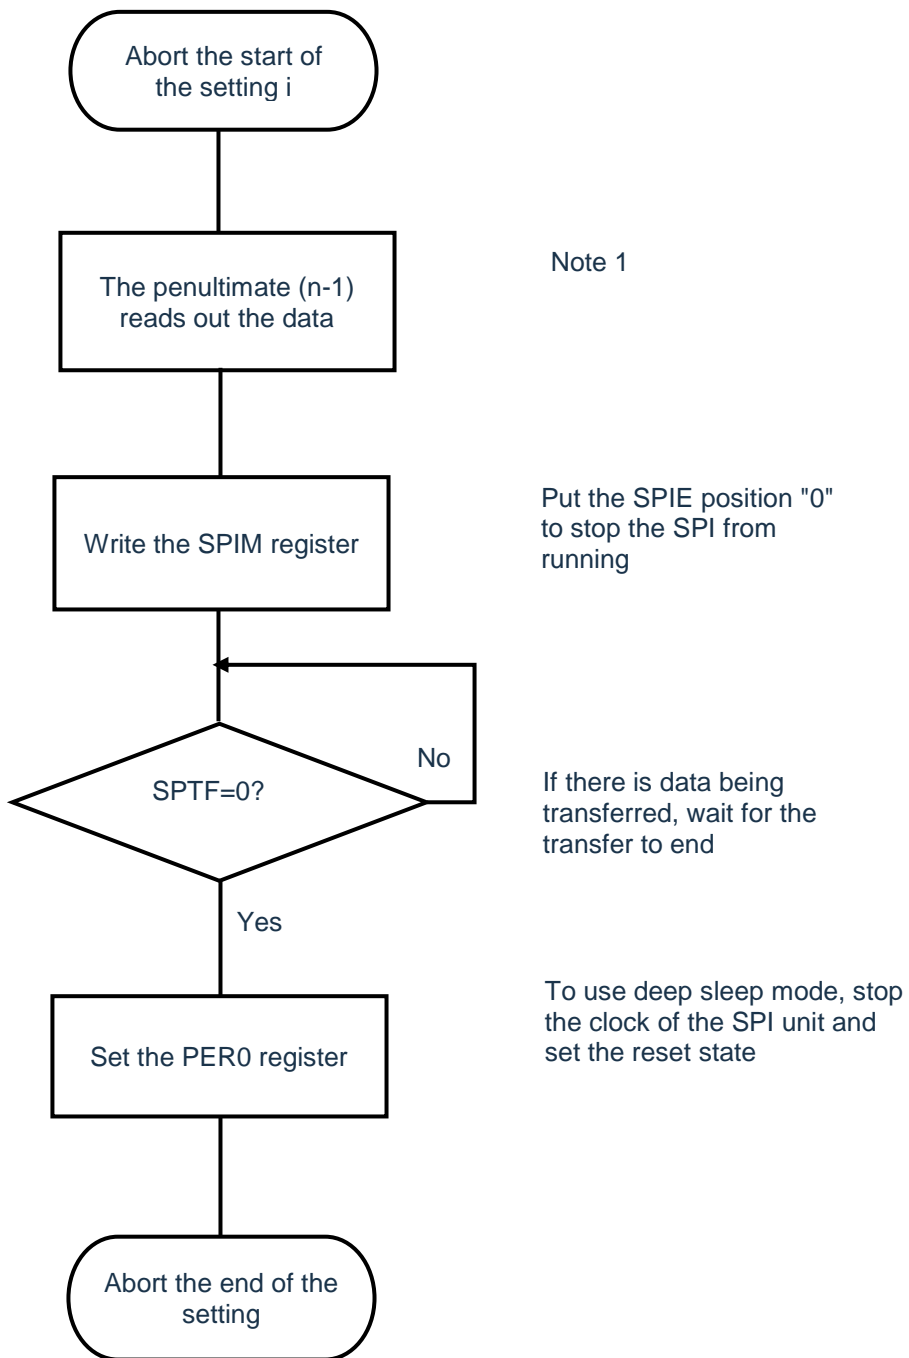 Abort the start of
the setting i
The penultimate (n-1)
reads out the data
Note 1
Write the SPIM register
Put the SPIE position "0"
to stop the SPI from
running
No
SPTF=0?
If there is data being
transferred, wait for the
transfer to end
Yes
To use deep sleep mode, stop
the clock of the SPI unit and
set the reset state
Set the PER0 register
Abort the end of the
setting